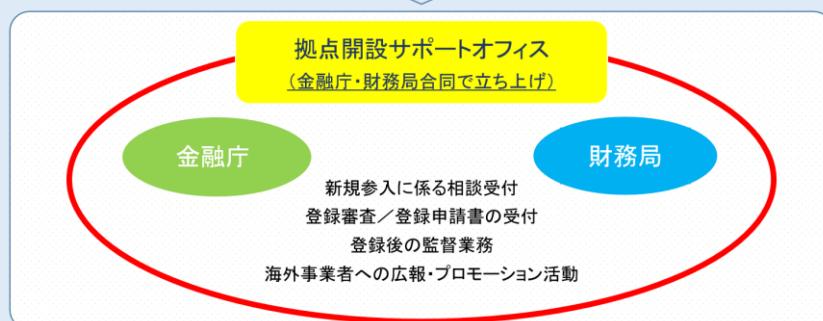 拠点開設サポートオフィス
（金融庁・財務局合同で立ち上げ）
金融庁
財務局
新規参入に係る相談受付
登録審査／登録申請書の受付
登録後の監督業務
海外事業者への広報・プロモーション活動